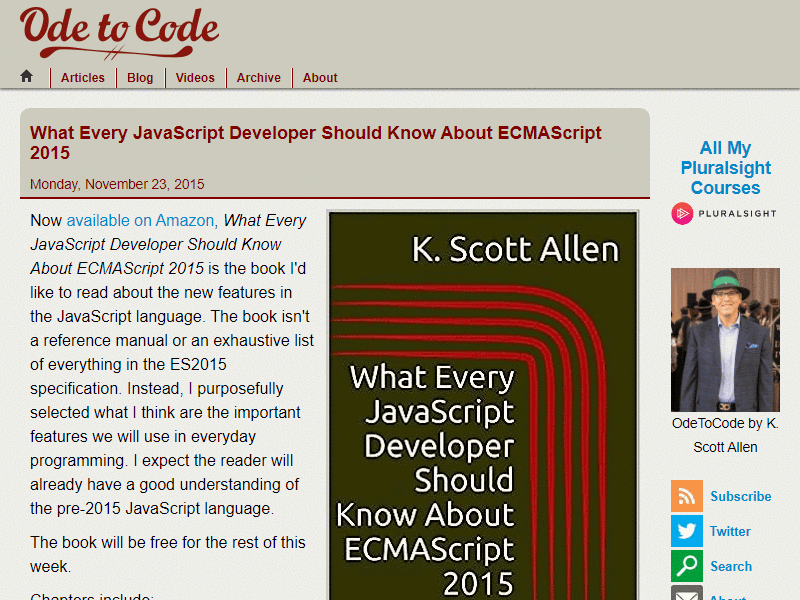 Ode to Code
Articles
Blog
Videos
Archive
About
What Every JavaScript Developer Should Know About ECMAScript
2015
Monday, November 23, 2015
Now available on Amazon, What Every
JavaScript Developer Should Know
About ECMAScript 2015 is the book I'd
like to read about the new features in
the JavaScript language. The book isn't
a reference manual or an exhaustive list
of everything in the ES2015
specification. Instead, I purposefully
selected what I think are the important
features we will use in everyday
programming. I expect the reader will
already have a good understanding of
the pre-2015 JavaScript language.
The book will be free for the rest of this
week.
Chapters include:
K. Scott Allen
What Every
JavaScript
Developer
Should
Know About
ECMAScript
2015
All My
Pluralsight
Courses
PLURALSIGHT
OdeToCode by K.
Scott Allen
Subscribe
Twitter
Search
About